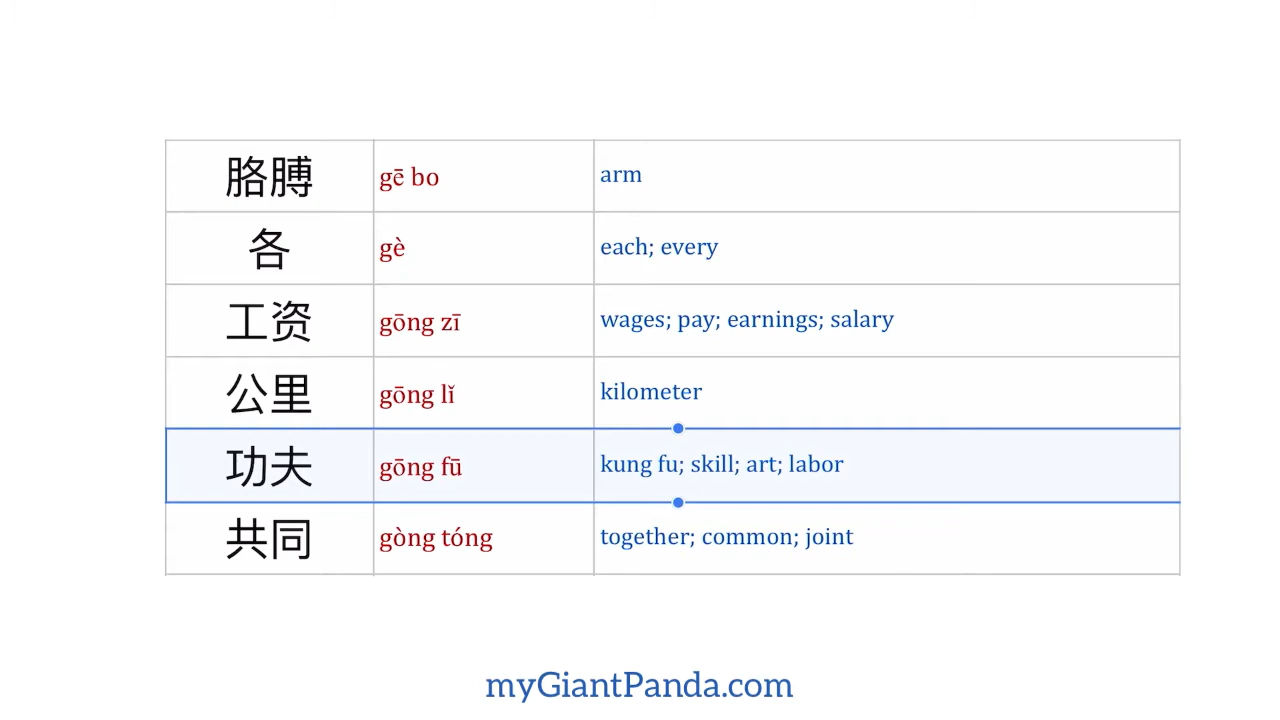 胳膊 gē bo arm
各 gè each; every
工资 gōng zī wages; pay; earnings; salary
公里 gōng lǐ kilometer
功夫 gōng fū kung fu; skill; art; labor
共同 gòng tóng together; common; joint
myGiantPanda.com